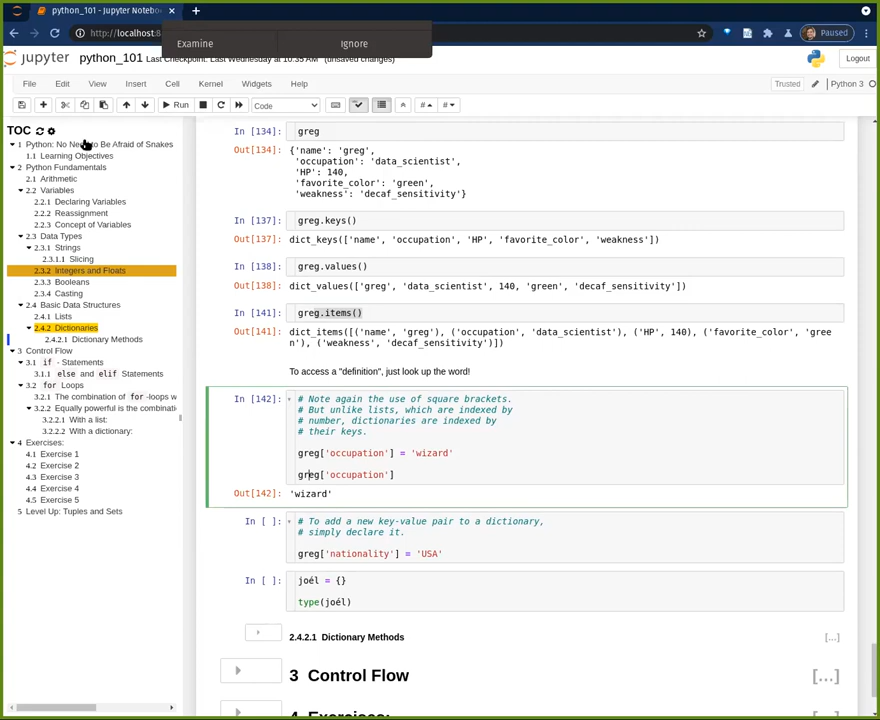 python_101 - Jupyter Notebo
http://localhost:8
Examine
Ignore
Paused
jupyter python_101 Last Checkpoint: Last Wednesday at 10:35 AM (unsaved changes)
Logout
File Edit View Insert Cell Kernel Widgets Help
Trusted
Python 3
Run
Code
TOC
1 Python: No Need to Be Afraid of Snakes
1.1 Learning Objectives
2 Python Fundamentals
2.1 Arithmetic
2.2 Variables
2.2.1 Declaring Variables
2.2.2 Reassignment
2.2.3 Concept of Variables
2.3 Data Types
2.3.1 Strings
2.3.1.1 Slicing
2.3.2 Integers and Floats
2.3.3 Booleans
2.3.4 Casting
2.4 Basic Data Structures
2.4.1 Lists
2.4.2 Dictionaries
2.4.2.1 Dictionary Methods
3 Control Flow
3.1 if - Statements
3.1.1 else and elif Statements
3.2 for Loops
3.2.1 The combination of for -loops w
3.2.2 Equally powerful is the combinati
3.2.2.1 With a list:
3.2.2.2 With a dictionary:
4 Exercises:
4.1 Exercise 1
4.2 Exercise 2
4.3 Exercise 3
4.4 Exercise 4
4.5 Exercise 5
5 Level Up: Tuples and Sets
In [134]: greg
Out[134]: {'name': 'greg',
'occupation': 'data_scientist',
'HP': 140,
'favorite_color': 'green',
'weakness': 'decaf_sensitivity'}
In [137]: greg.keys()
Out[137]: dict_keys(['name', 'occupation', 'HP', 'favorite_color', 'weakness'])
In [138]: greg.values()
Out[138]: dict_values(['greg', 'data_scientist', 140, 'green', 'decaf_sensitivity'])
In [141]: greg.items()
Out[141]: dict_items([('name', 'greg'), ('occupation', 'data_scientist'), ('HP', 140), ('favorite_color', 'gree
n'), ('weakness', 'decaf_sensitivity')])
To access a "definition", just look up the word!
In [142]: # Note again the use of square brackets.
# But unlike lists, which are indexed by
# number, dictionaries are indexed by
# their keys.
greg['occupation'] = 'wizard'
greg['occupation']
Out[142]: 'wizard'
In [ ]: # To add a new key-value pair to a dictionary,
# simply declare it.
greg['nationality'] = 'USA'
In [ ]: joél = {}
type(joél)
2.4.2.1 Dictionary Methods
[...]
3 Control Flow
[...]
4 Exercises: